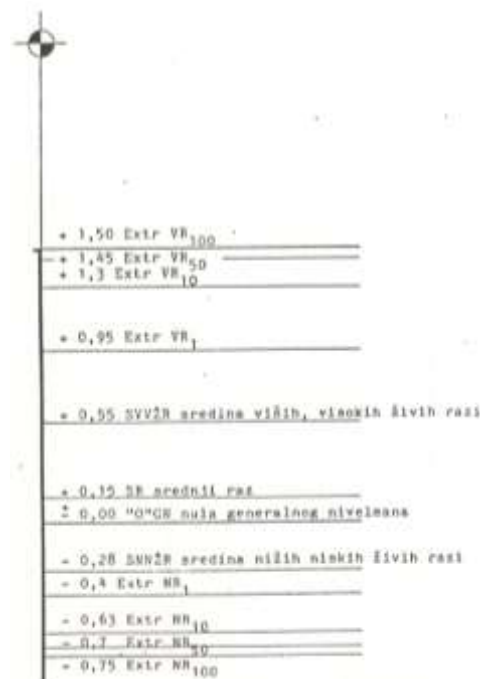 + 1,50 Extr VR100
+ 1,45 Extr VR50
+ 1,3 Extr VR10
+ 0,95 Extr VR1
+ 0,55 SVVŽR sredina viših, visokih živih razi
+ 0,15 SR srednji raz
± 0,00 "0"GN nula generalnog nivelmana
- 0,28 SNNŽR sredina nižih niskih živih razi
- 0,4 Extr NR1
- 0,63 Extr NR10
- 0,7 Extr NR50
- 0,75 Extr NR100